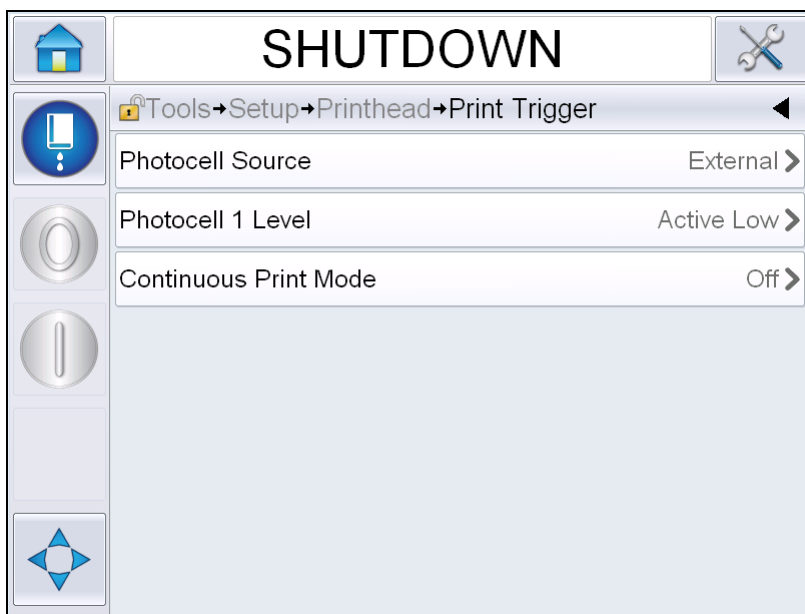 SHUTDOWN
Tools→Setup→Printhead→Print Trigger
Photocell Source External
Photocell 1 Level Active Low
Continuous Print Mode Off